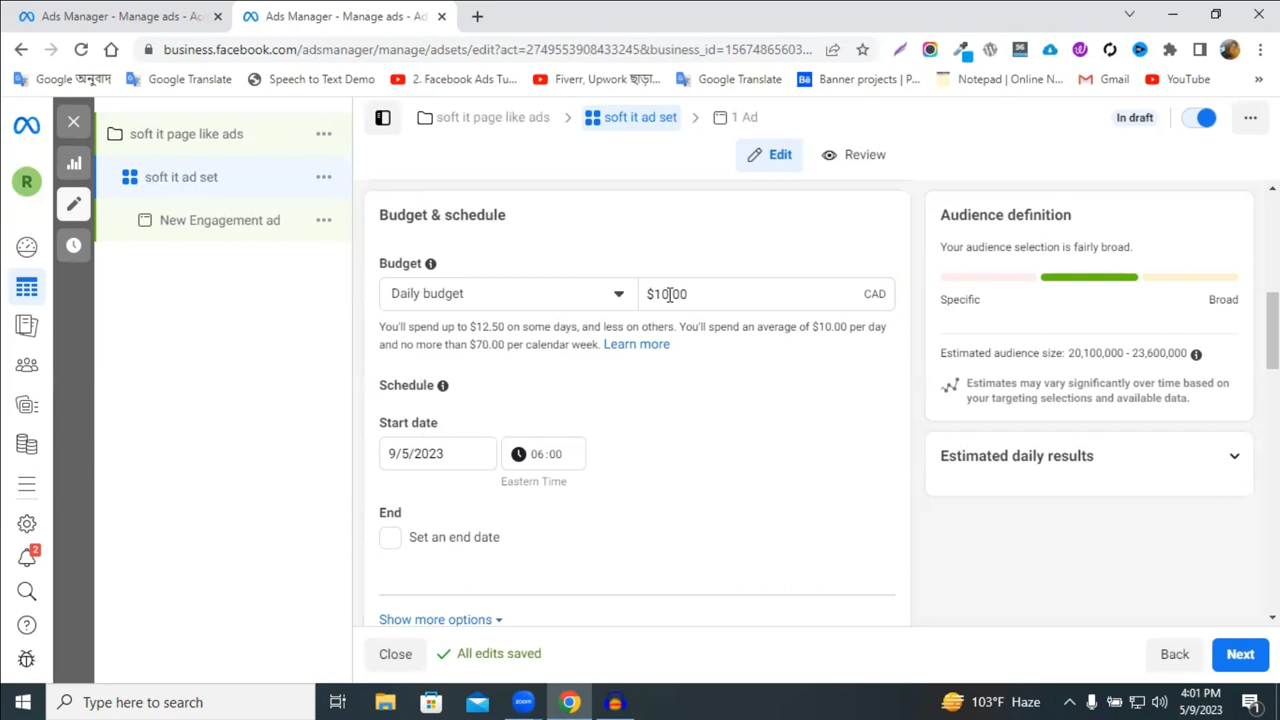 Ads Manager - Manage ads - Ac
Ads Manager - Manage ads - Ad
business.facebook.com/adsmanager/manage/adsets/edit?act=2749553908433245&business_id=15674865603...
Google অনুবাদ
Google Translate
Speech to Text Demo
2. Facebook Ads Tu...
Fiverr, Upwork ছাড়া...
Google Translate
Banner projects | P...
Notepad | Online N...
Gmail
YouTube
soft it page like ads
soft it ad set
1 Ad
In draft
R
soft it page like ads
soft it ad set
New Engagement ad
Edit
Review
Budget & schedule
Budget
Daily budget
$10.00
CAD
You'll spend up to $12.50 on some days, and less on others. You'll spend an average of $10.00 per day
and no more than $70.00 per calendar week. Learn more
Schedule
Start date
9/5/2023
06:00
Eastern Time
End
Set an end date
Show more options
Audience definition
Your audience selection is fairly broad.
Specific
Broad
Estimated audience size: 20,100,000 - 23,600,000
Estimates may vary significantly over time based on
your targeting selections and available data.
Estimated daily results
2
Close
All edits saved
Back
Next
Type here to search
zoom
103°F Haze
4:01 PM
5/9/2023
1